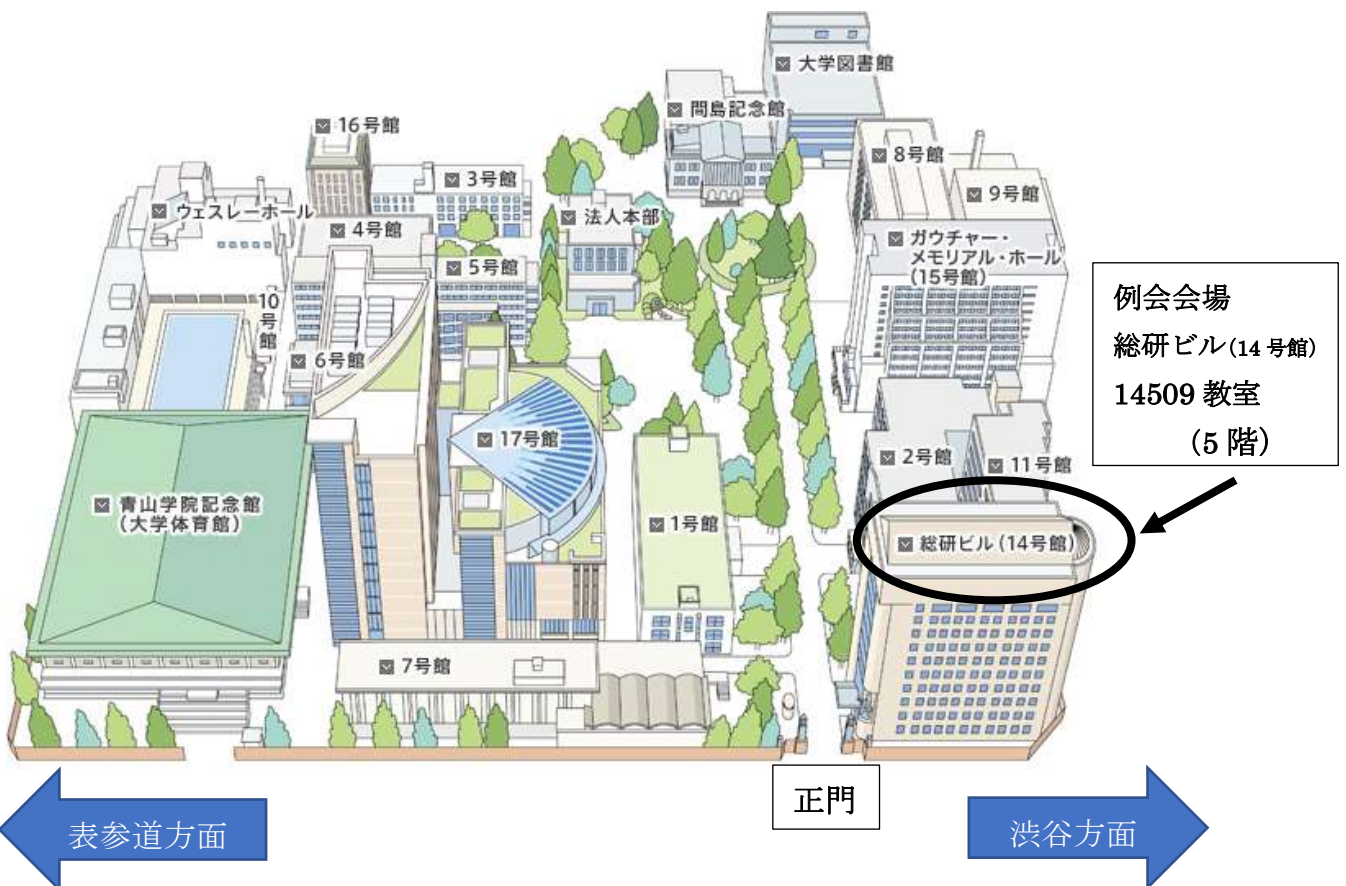 大学図書館
間島記念館
16号館
8号館
3号館
9号館
ウェスレーホール
法人本部
4号館
ガウチャー・
メモリアル・ホール
(15号館)
5号館
10号館
6号館
例会会場
総研ビル(14 号館)
14509 教室
(5 階)
17号館
2号館
11号館
青山学院記念館
(大学体育館)
1号館
総研ビル(14号館)
7号館
正門
表参道方面
渋谷方面